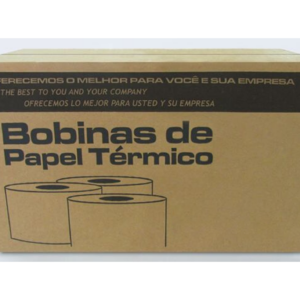 OFERECEMOS O MELHOR PARA VOCÊ E SUA EMPRESA
THE BEST TO YOU AND YOUR COMPANY
OFRECEMOS LO MEJOR PARA USTED Y SU EMPRESA
Bobinas de
Papel Térmico